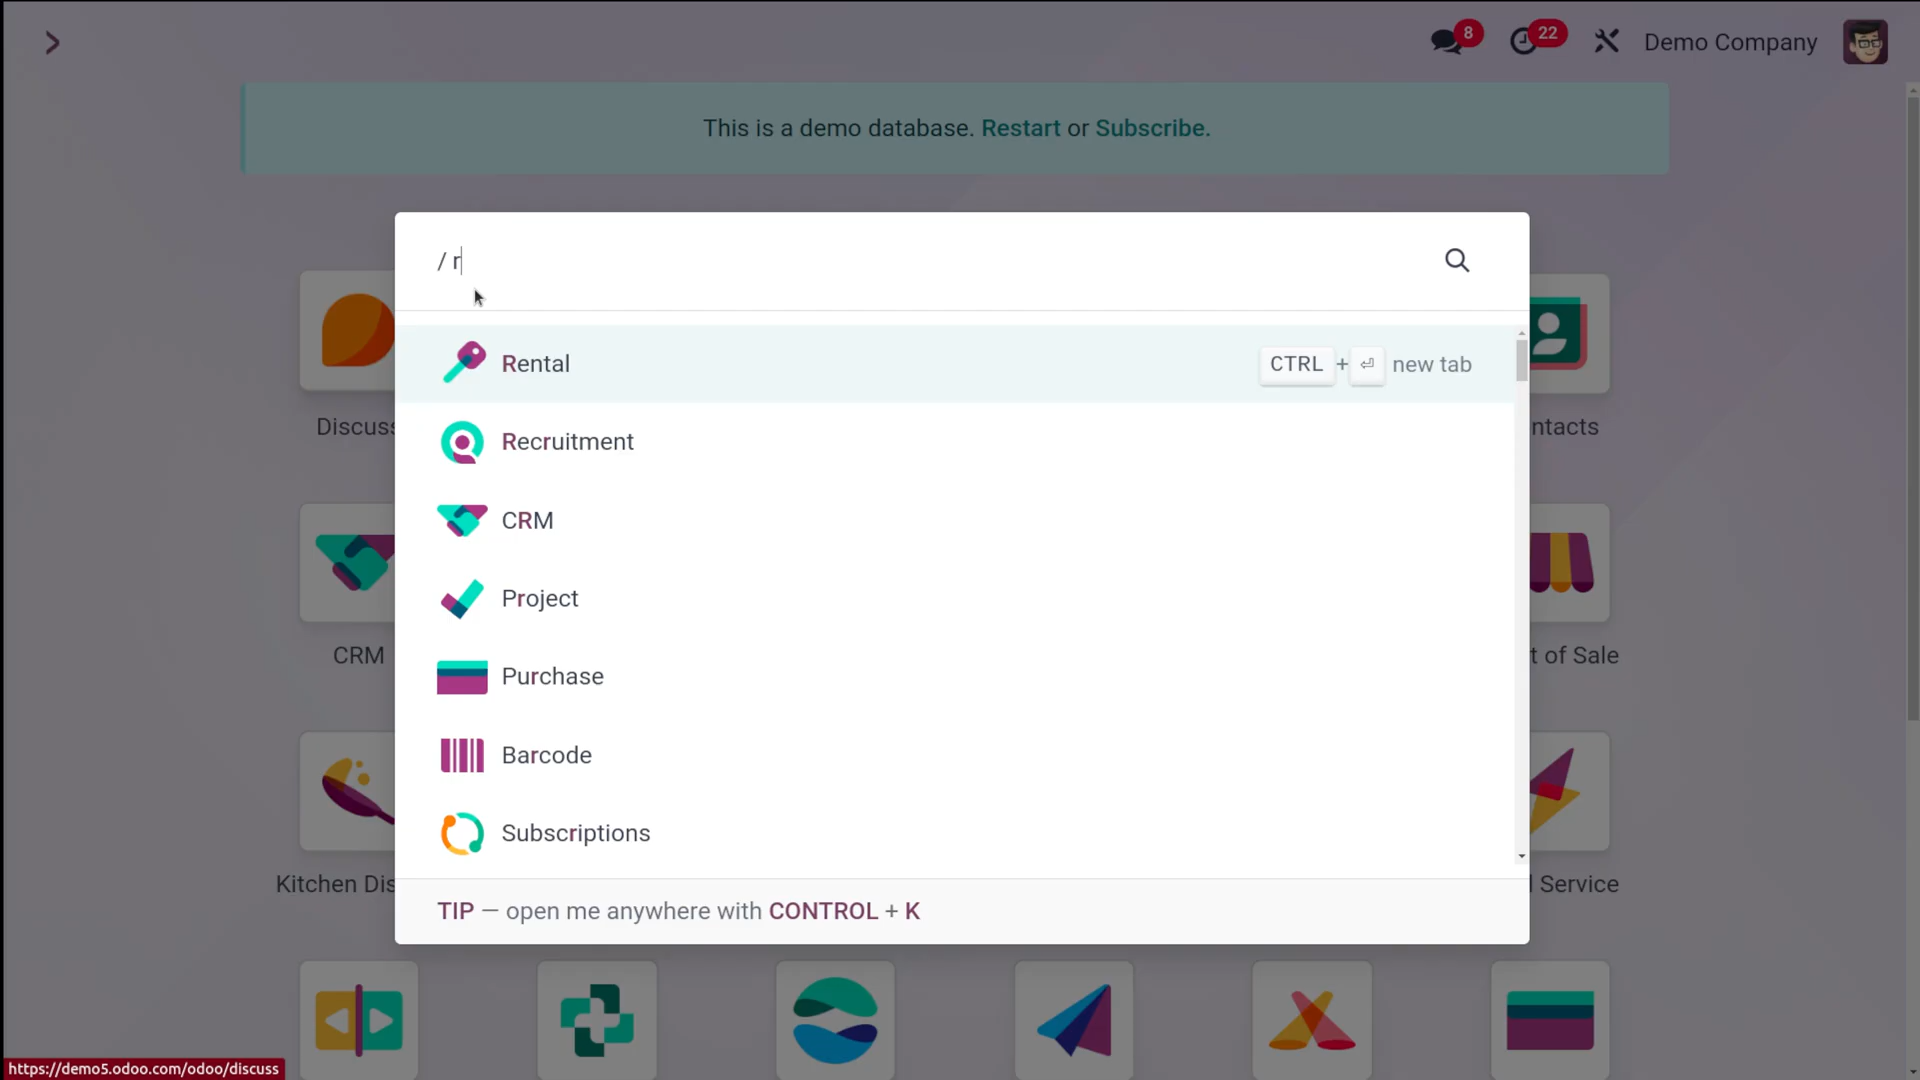 8
22
Demo Company
This is a demo database. Restart or Subscribe.
/ r
Rental
CTRL + ⏎ new tab
Recruitment
CRM
Project
Purchase
Barcode
Subscriptions
TIP — open me anywhere with CONTROL + K
Discuss
ntacts
CRM
t of Sale
Kitchen Dis
Service
https://demo5.odoo.com/odoo/discuss